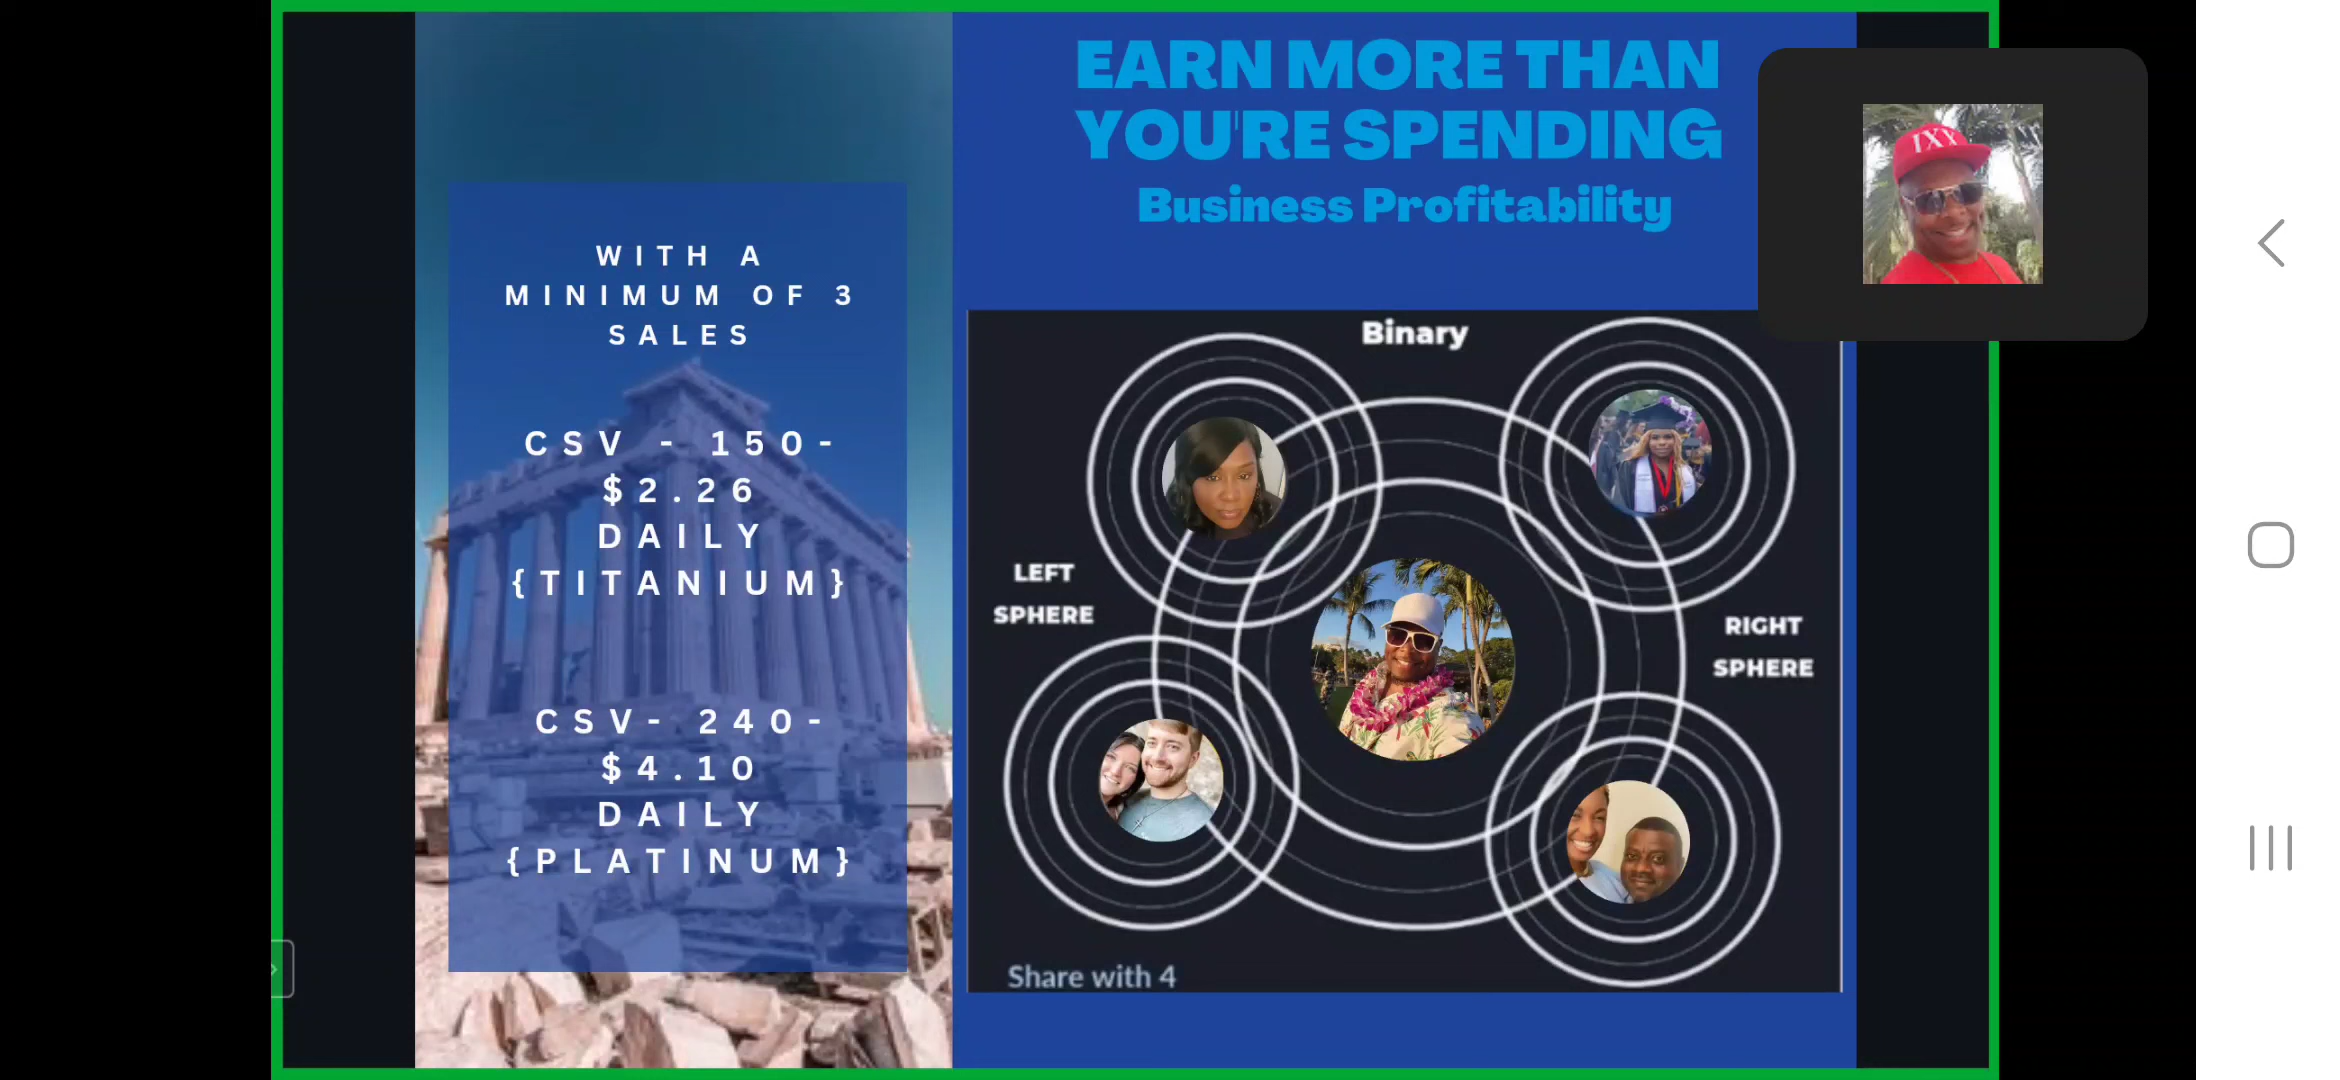 EARN MORE THAN
YOU'RE SPENDING
Business Profitability
WITH A
MINIMUM OF 3
SALES
CSV - 150-
$2.26
DAILY
{TITANIUM}
CSV- 240-
$4.10
DAILY
{PLATINUM}
Binary
LEFT
SPHERE
RIGHT
SPHERE
Share with 4